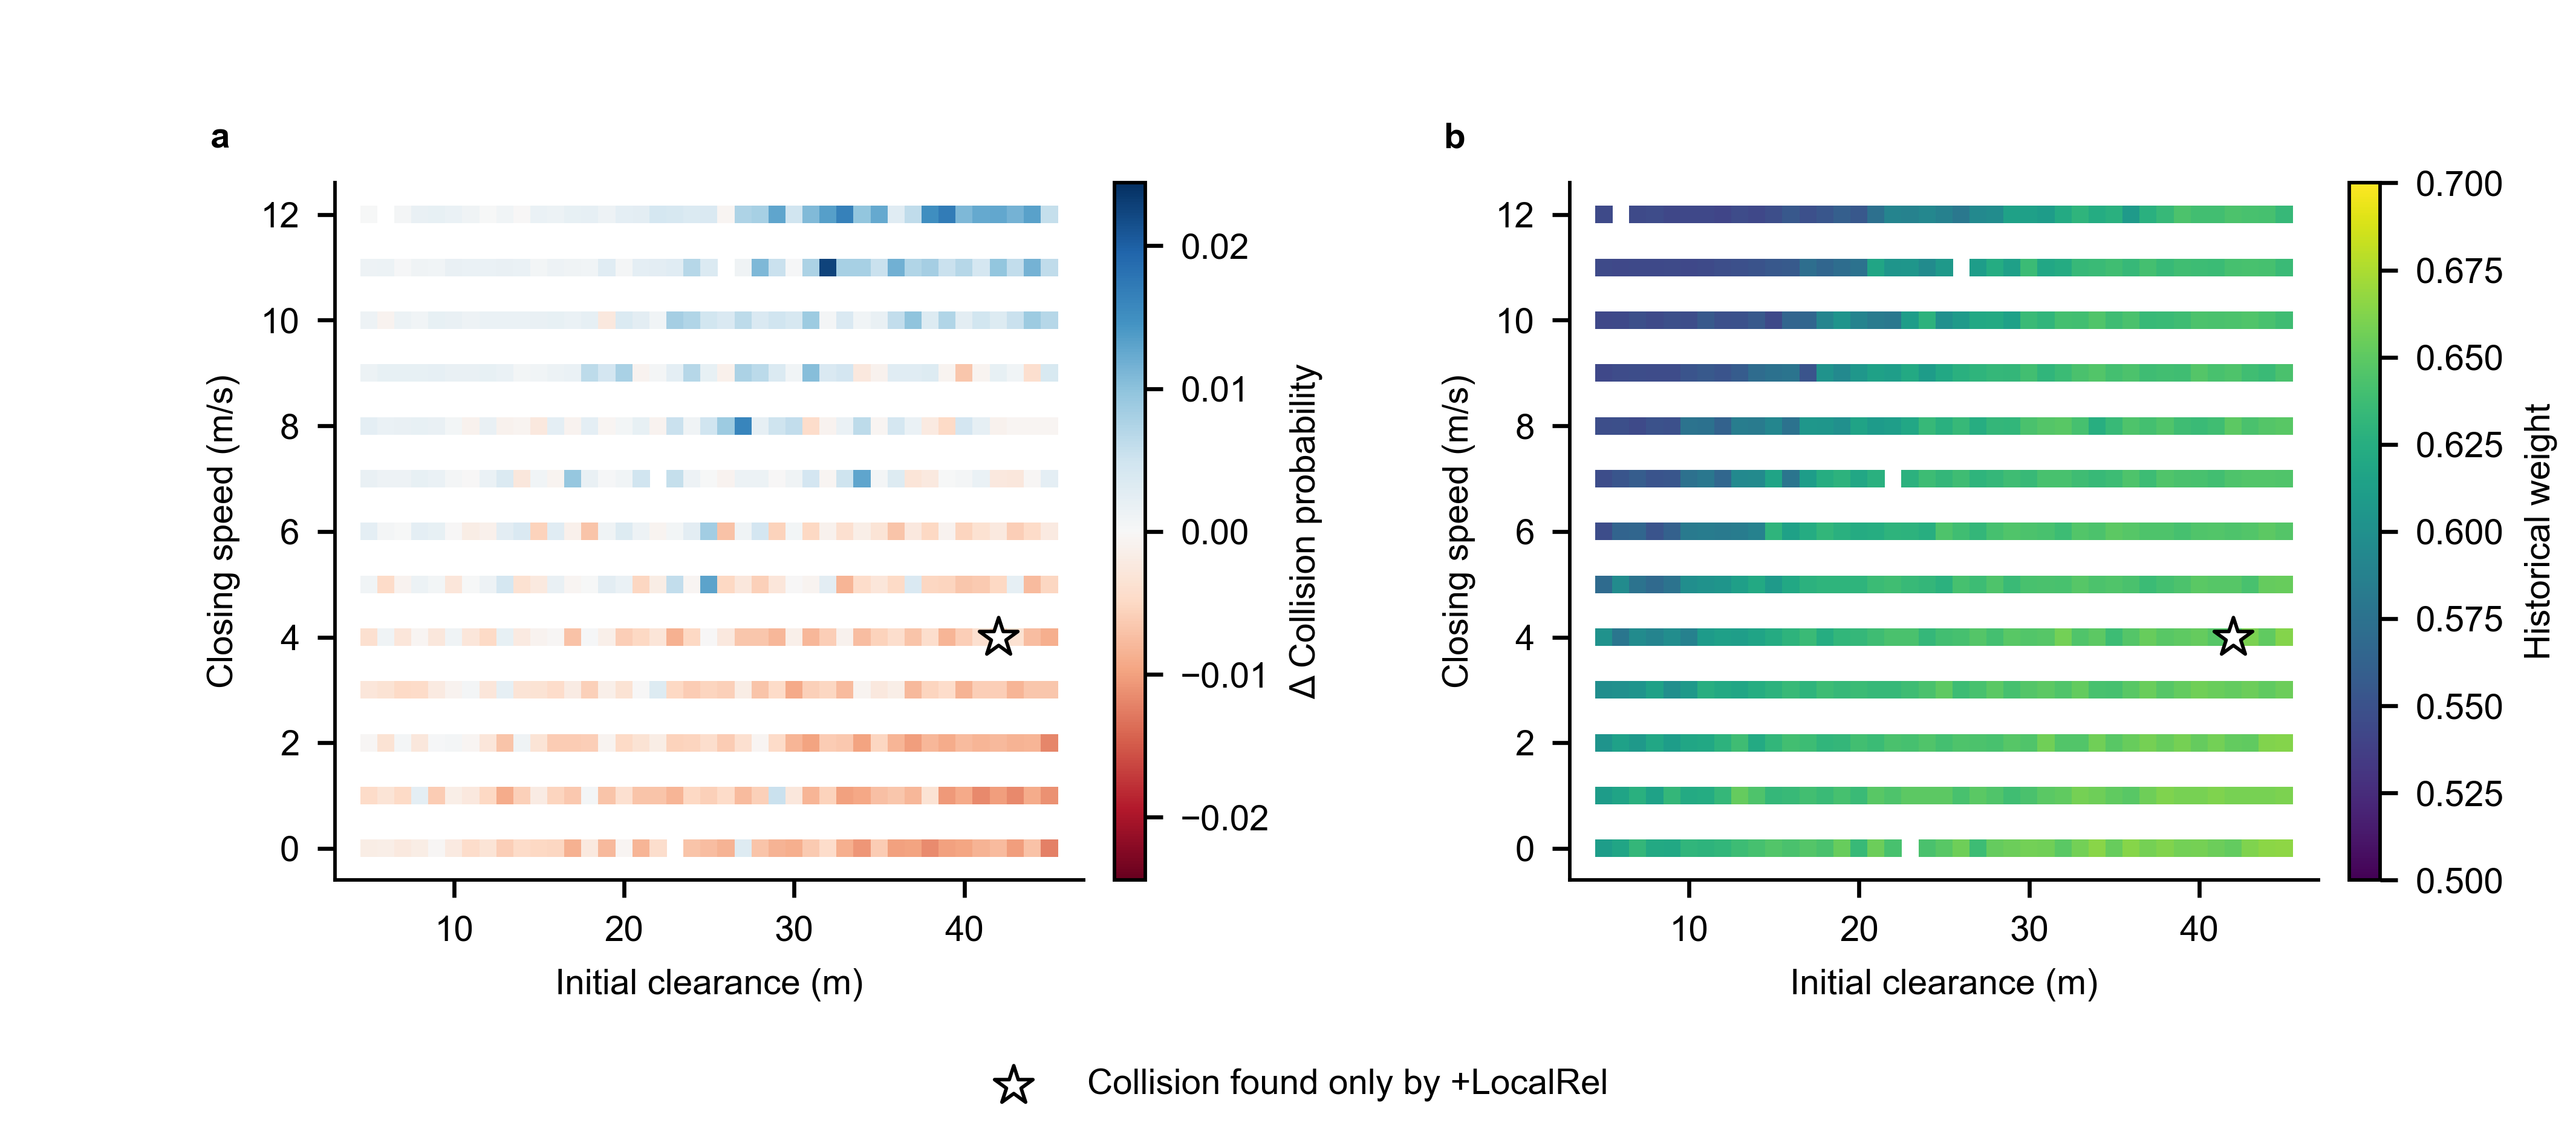 a
12
10
8
6
4
2
0
Closing speed (m/s)
10 20 30 40
Initial clearance (m)
0.02
0.01
0.00
−0.01
−0.02
Δ Collision probability
b
12
10
8
6
4
2
0
Closing speed (m/s)
10 20 30 40
Initial clearance (m)
0.700
0.675
0.650
0.625
0.600
0.575
0.550
0.525
0.500
Historical weight
Collision found only by +LocalRel